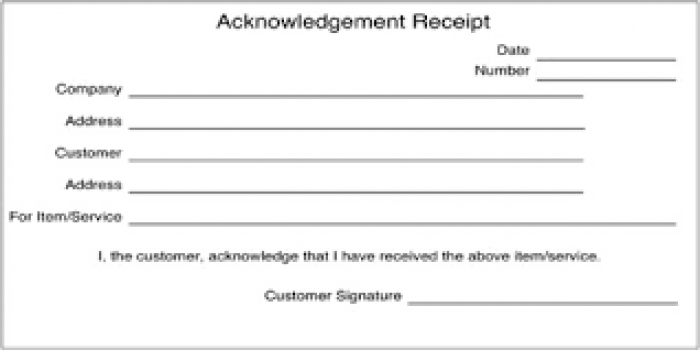 Acknowledgement Receipt
Date
Number
Company
Address
Customer
Address
For Item/Service
I, the customer, acknowledge that I have received the above item/service.
Customer Signature